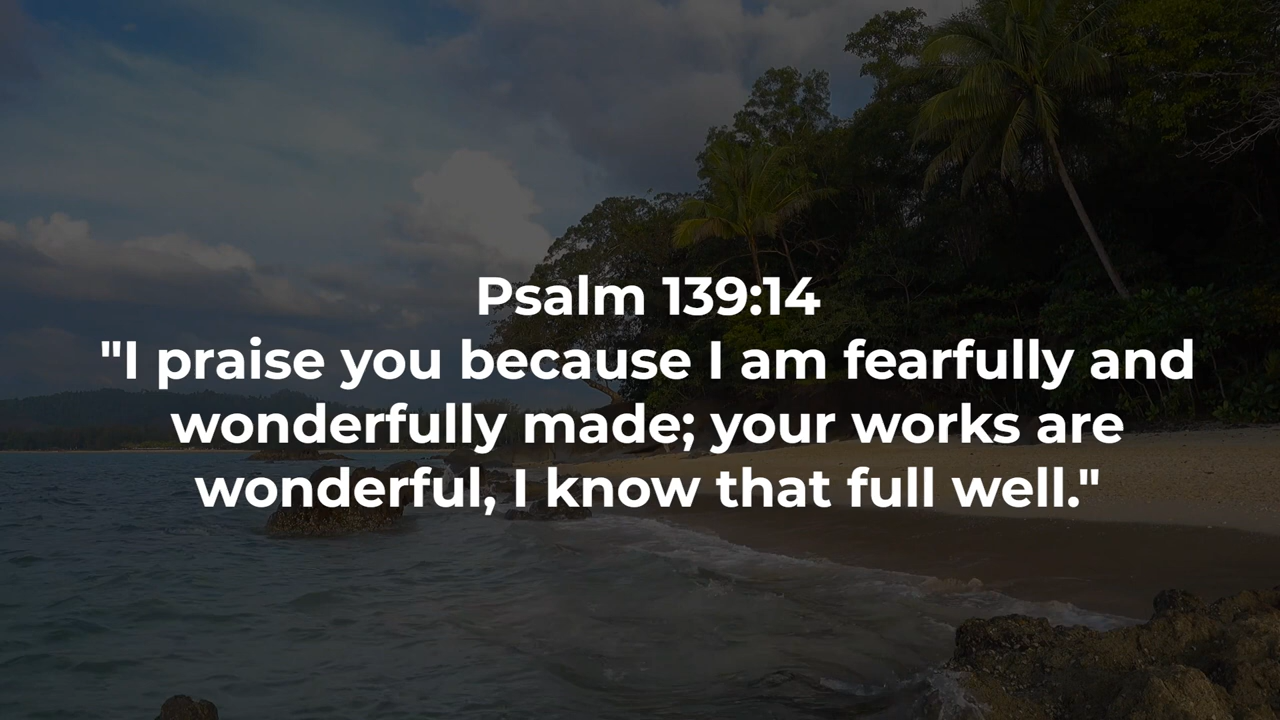 Psalm 139:14
"I praise you because I am fearfully and
wonderfully made; your works are
wonderful, I know that full well."